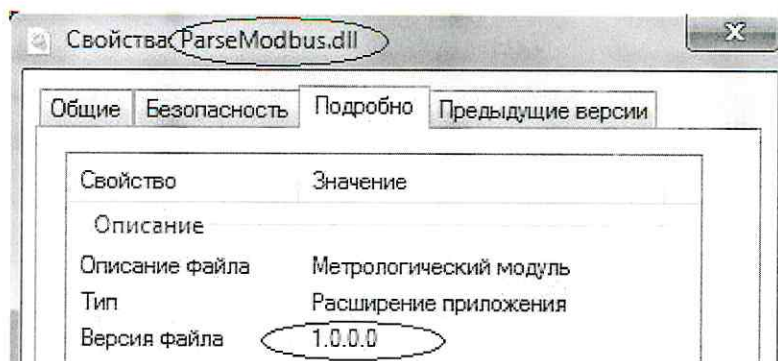 Свойства: ParseModbus.dll
Общие Безопасность Подробно Предыдущие версии
Свойство Значение
Описание
Описание файла Метрологический модуль
Тип Расширение приложения
Версия файла 1.0.0.0